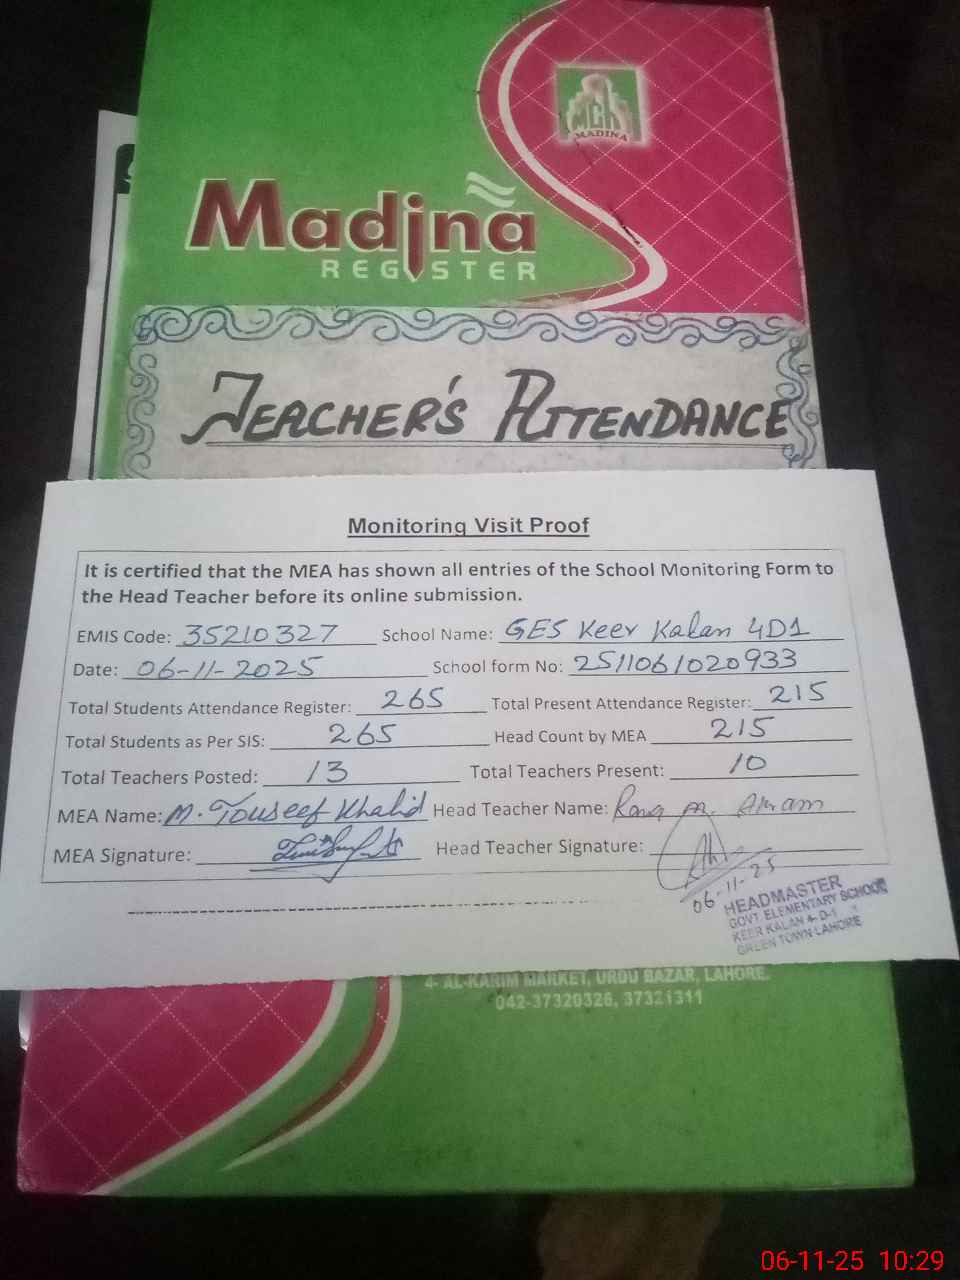 MCH
MADINA
Madina
REGISTER
TEACHER'S ATTENDANCE
Monitoring Visit Proof
It is certified that the MEA has shown all entries of the School Monitoring Form to
the Head Teacher before its online submission.
EMIS Code: 35210327 School Name: GES Keer Kalan 4D1
Date: 06-11-2025 School form No: 2511061020933
Total Students Attendance Register: 265 Total Present Attendance Register: 215
Total Students as Per SIS: 265 Head Count by MEA 215
Total Teachers Posted: 13 Total Teachers Present: 10
MEA Name: M. Touseef Khalid Head Teacher Name: Rana M. Akram
MEA Signature: Head Teacher Signature:
06-11-25
HEADMASTER
GOVT. ELEMENTARY SCHOOL
KEER KALAN 4-D-1
GREEN TOWN LAHORE
4- AL-KARIM MARKET, URDU BAZAR, LAHORE.
042-37320326, 37321311
06-11-25 10:29